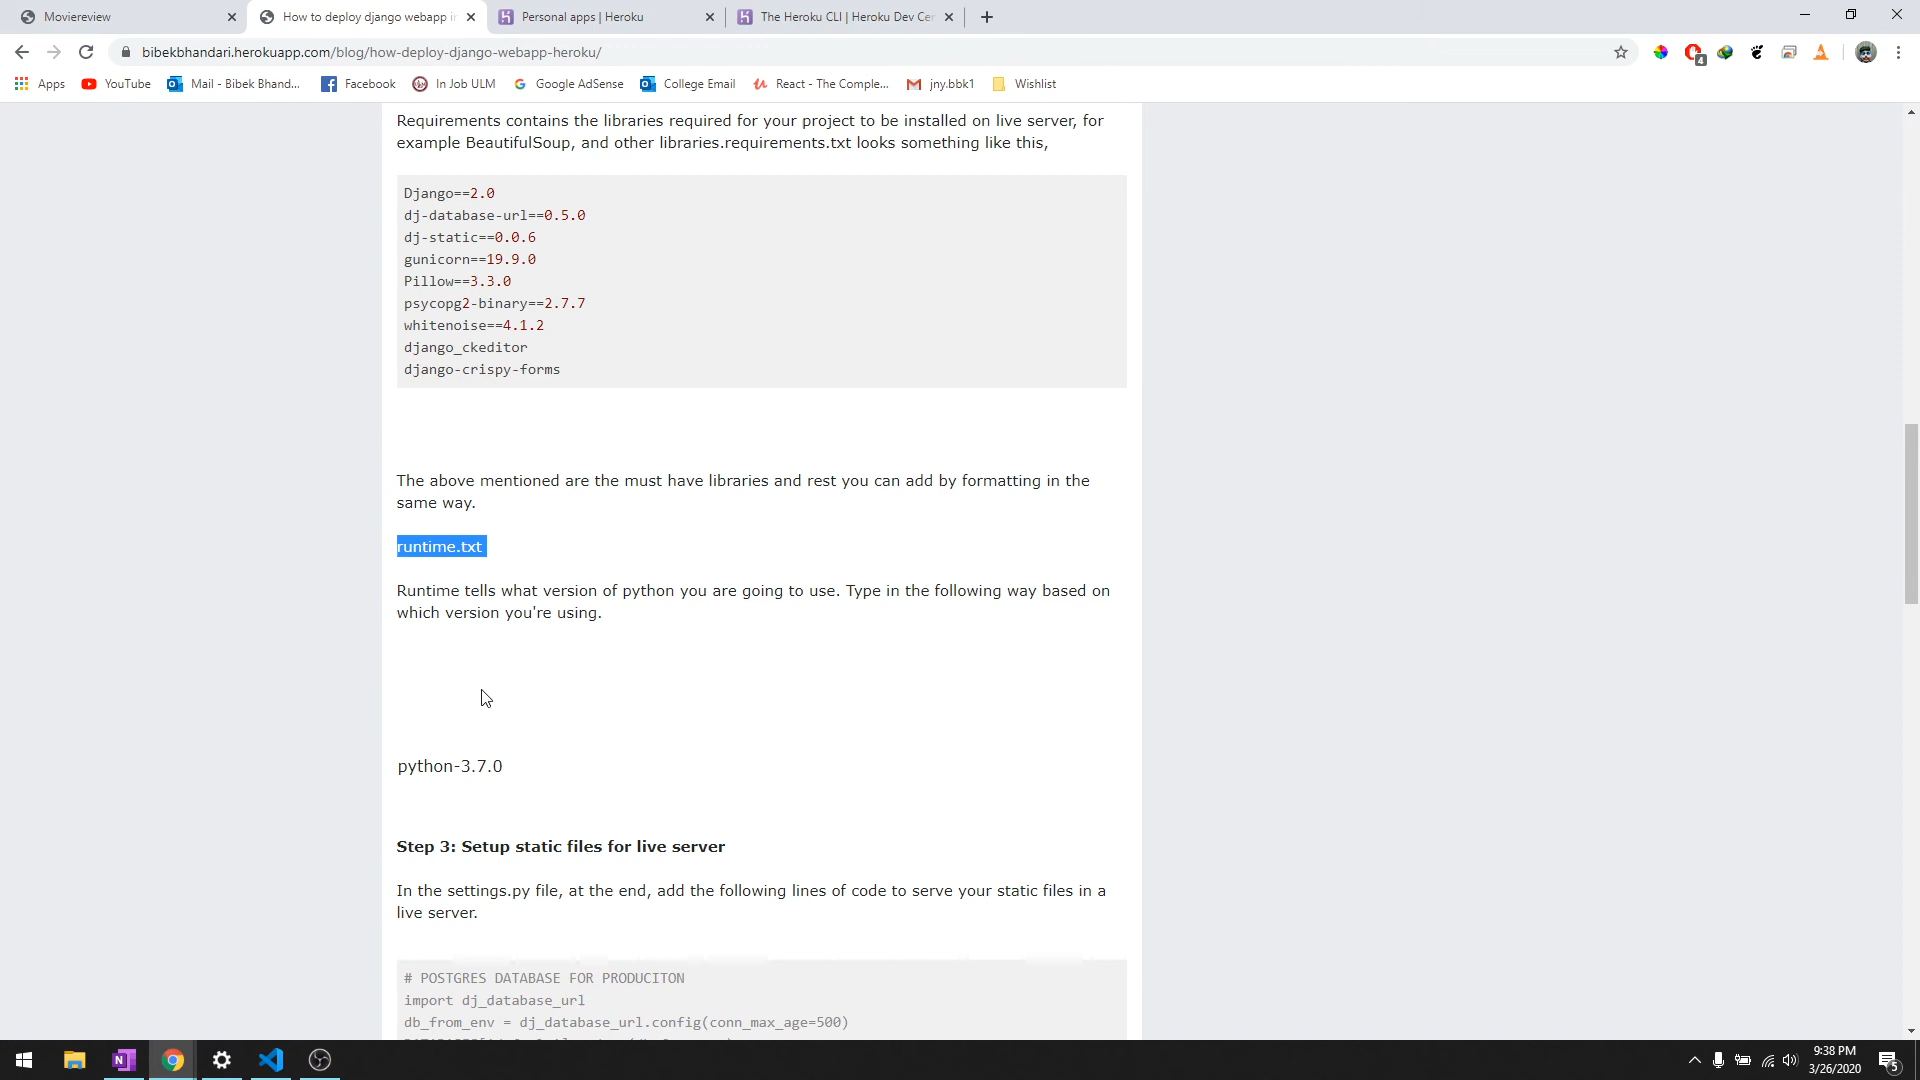 Moviereview
How to deploy django webapp in
Personal apps | Heroku
The Heroku CLI | Heroku Dev Cen
bibekbhandari.herokuapp.com/blog/how-deploy-django-webapp-heroku/
4
Apps
YouTube
Mail - Bibek Bhand...
Facebook
In Job ULM
Google AdSense
College Email
React - The Comple...
jny.bbk1
Wishlist
Requirements contains the libraries required for your project to be installed on live server, for
example BeautifulSoup, and other libraries.requirements.txt looks something like this,
Django==2.0
dj-database-url==0.5.0
dj-static==0.0.6
gunicorn==19.9.0
Pillow==3.3.0
psycopg2-binary==2.7.7
whitenoise==4.1.2
django_ckeditor
django-crispy-forms
The above mentioned are the must have libraries and rest you can add by formatting in the
same way.
runtime.txt
Runtime tells what version of python you are going to use. Type in the following way based on
which version you're using.
python-3.7.0
Step 3: Setup static files for live server
In the settings.py file, at the end, add the following lines of code to serve your static files in a
live server.
# POSTGRES DATABASE FOR PRODUCITON
import dj_database_url
db_from_env = dj_database_url.config(conn_max_age=500)
9:38 PM
3/26/2020
5